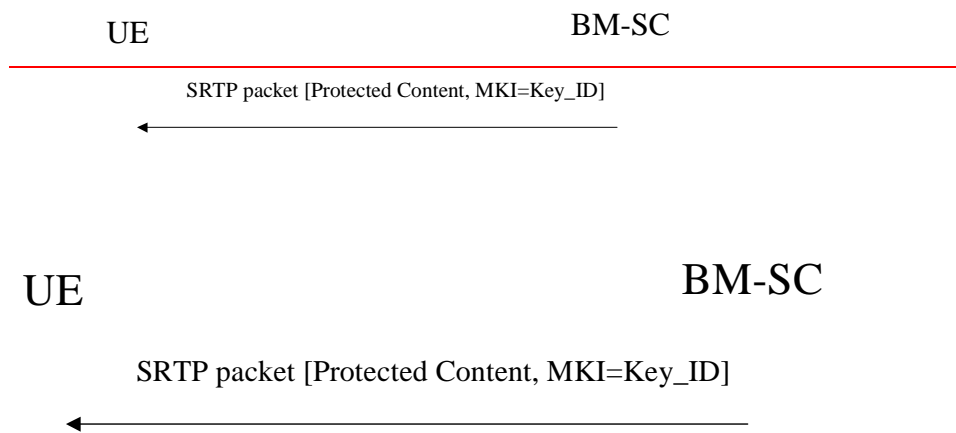 UE BM-SC
SRTP packet [Protected Content, MKI=Key_ID]
UE BM-SC
SRTP packet [Protected Content, MKI=Key_ID]